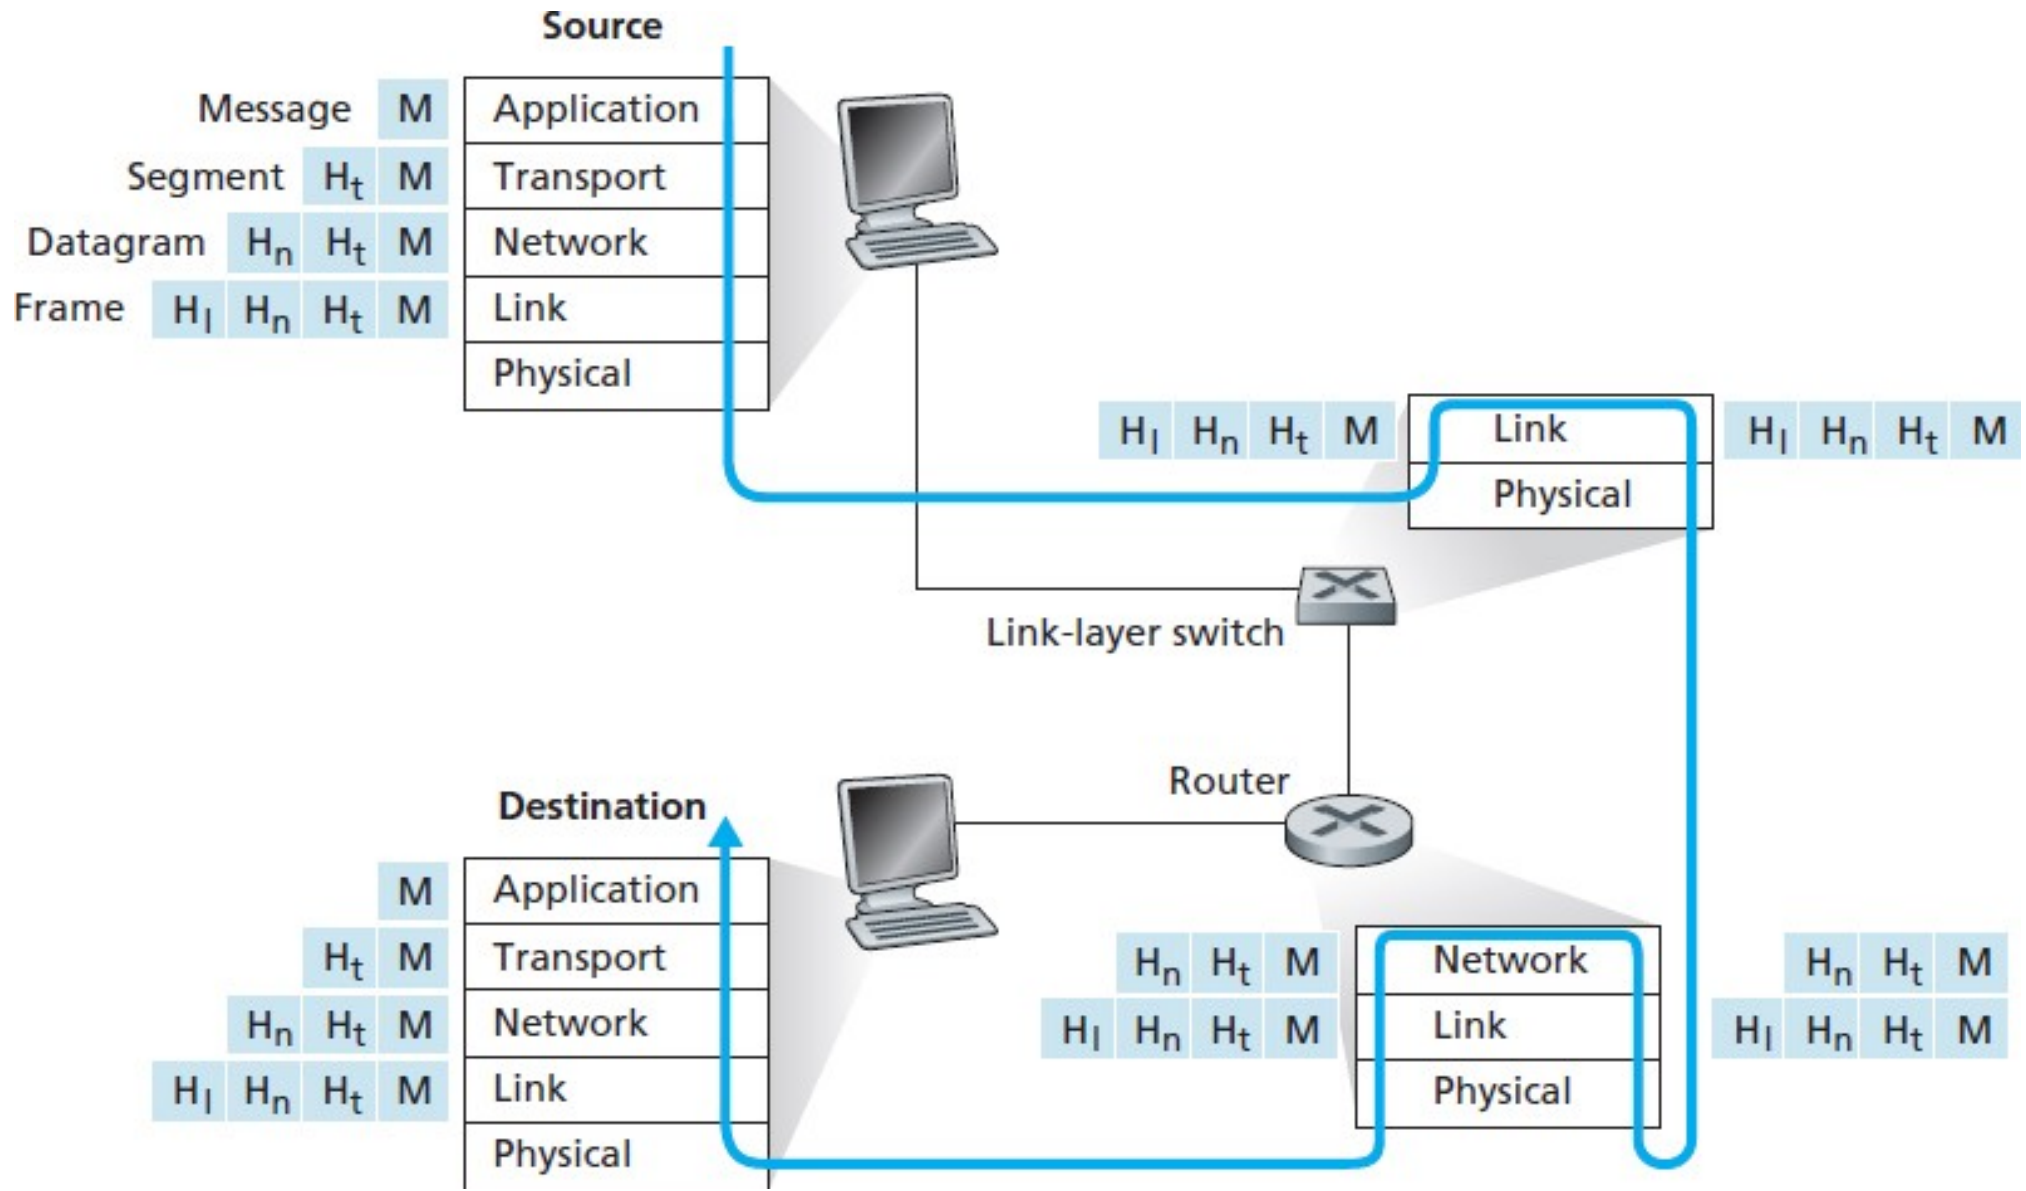 Source
Message M Application
Segment Ht M Transport
Datagram Hn Ht M Network
Frame Hl Hn Ht M Link
Physical
Hl Hn Ht M Link Hl Hn Ht M
Physical
Link-layer switch
Router
Destination
M Application
Ht M Transport
Hn Ht M Network
Hl Hn Ht M Link
Physical
Hn Ht M Network Hn Ht M
Hl Hn Ht M Link Hl Hn Ht M
Physical